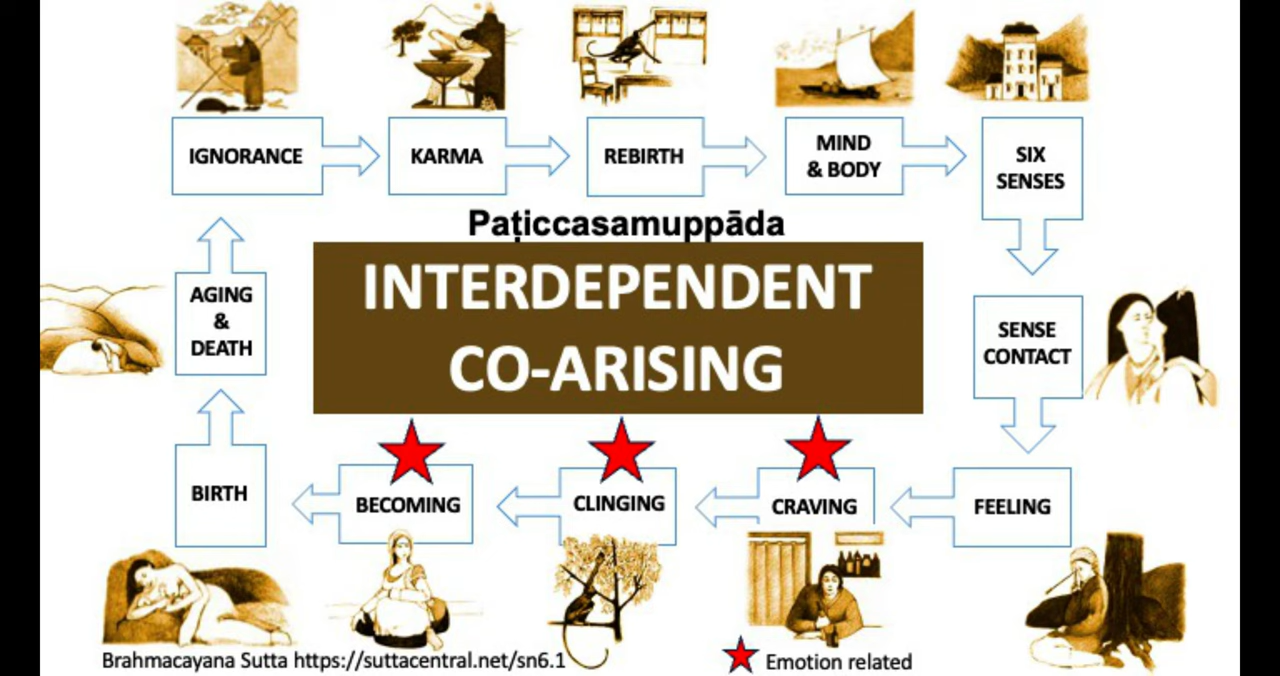 IGNORANCE
KARMA
REBIRTH
MIND
& BODY
SIX
SENSES
Paṭiccasamuppāda
INTERDEPENDENT
CO-ARISING
AGING
&
DEATH
SENSE
CONTACT
BIRTH
BECOMING
CLINGING
CRAVING
FEELING
Brahmacayana Sutta https://suttacentral.net/sn6.1
Emotion related